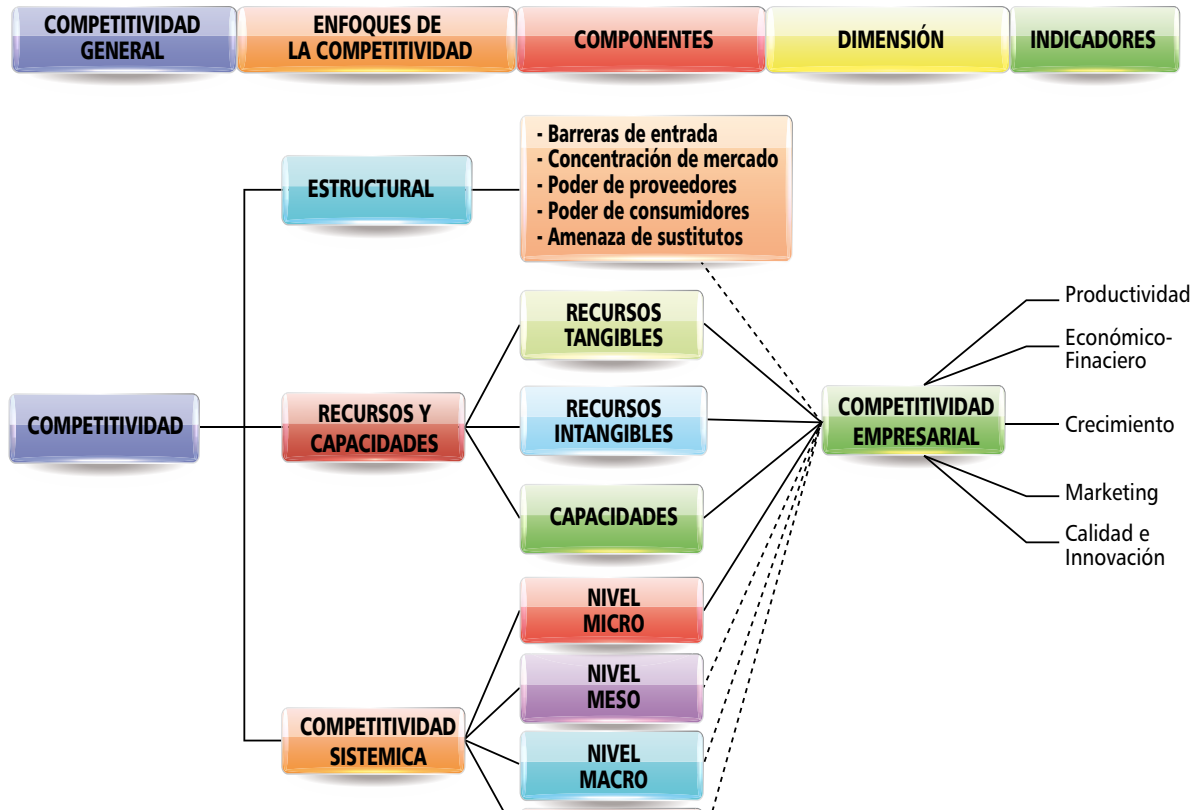 COMPETITIVIDAD
GENERAL
ENFOQUES DE
LA COMPETITIVIDAD
COMPONENTES
DIMENSIÓN
INDICADORES
- Barreras de entrada
- Concentración de mercado
- Poder de proveedores
- Poder de consumidores
- Amenaza de sustitutos
ESTRUCTURAL
RECURSOS
TANGIBLES
Productividad
Económico-
Finaciero
COMPETITIVIDAD
RECURSOS Y
CAPACIDADES
RECURSOS
INTANGIBLES
COMPETITIVIDAD
EMPRESARIAL
Crecimiento
Marketing
Calidad e
Innovación
CAPACIDADES
NIVEL
MICRO
NIVEL
MESO
COMPETITIVIDAD
SISTEMICA
NIVEL
MACRO